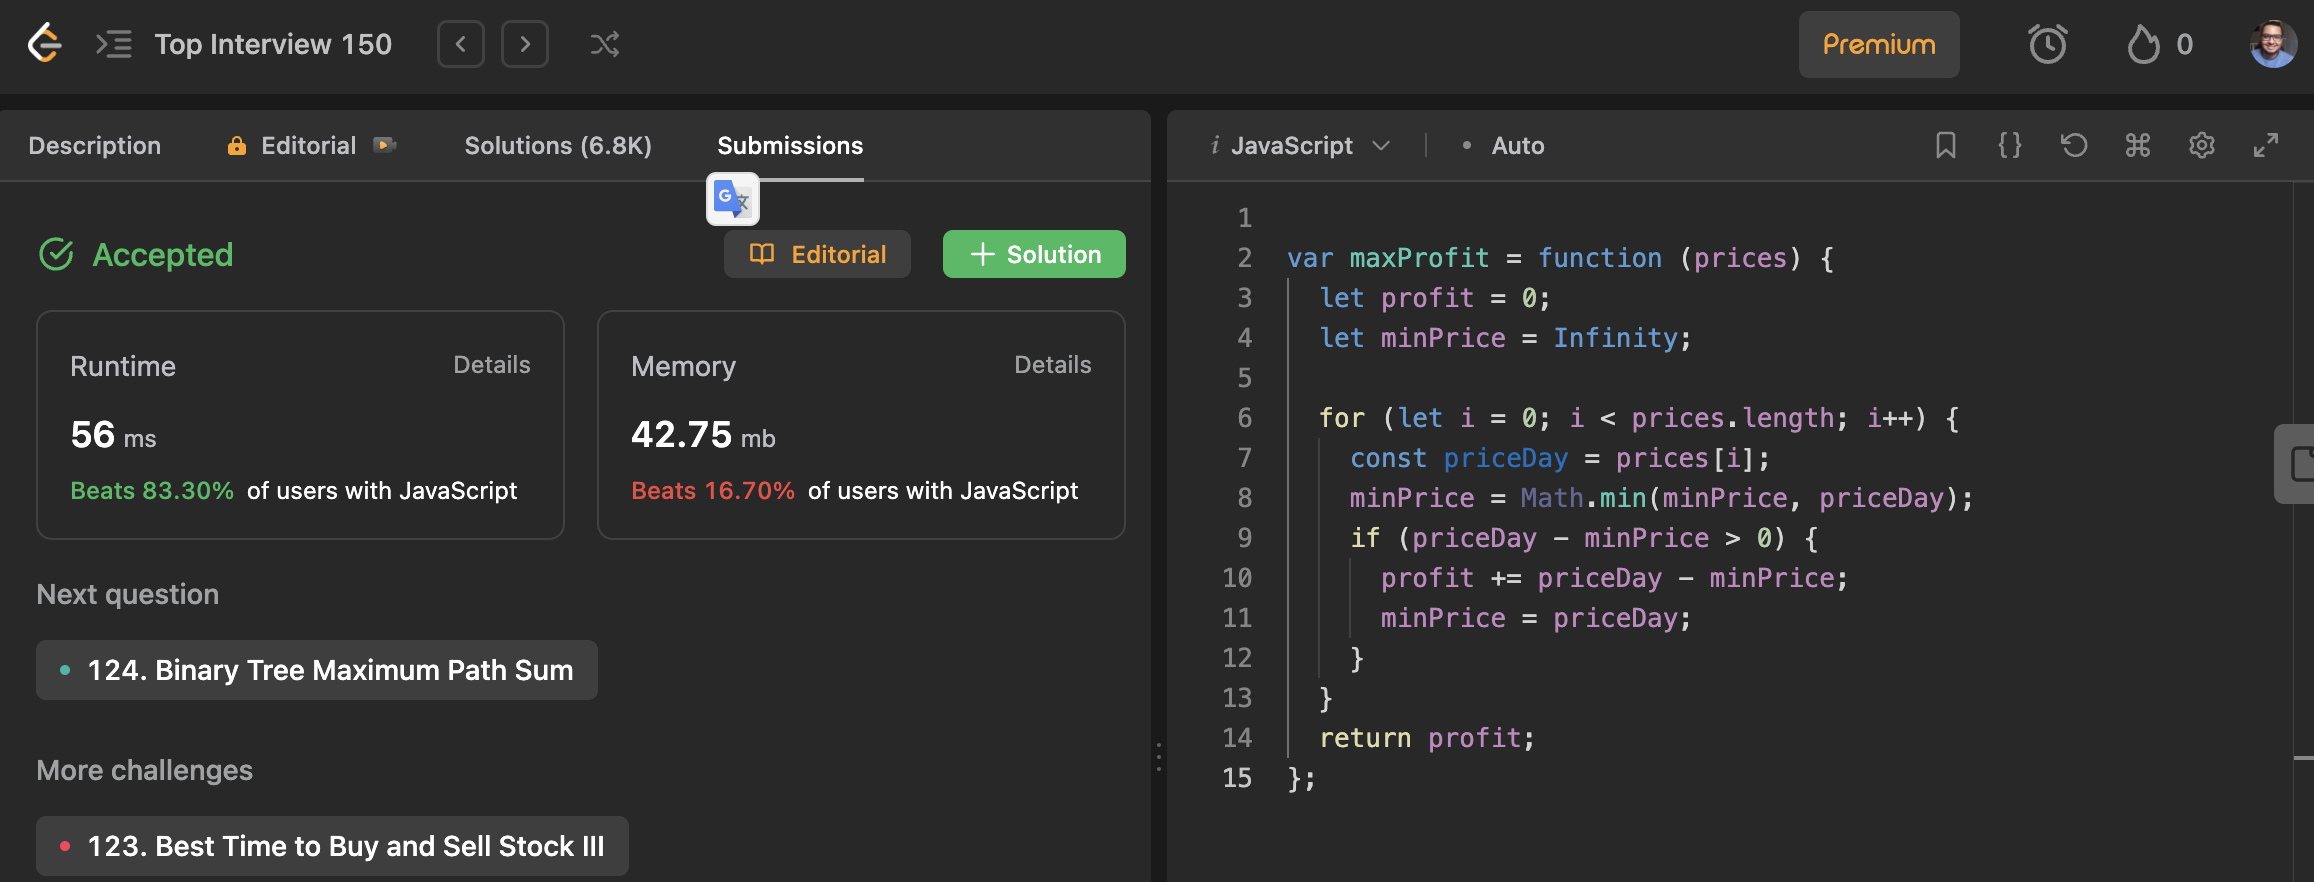 Top Interview 150
Premium
0
Description
Editorial
Solutions (6.8K)
Submissions
Accepted
Editorial
Solution
Runtime
Details
56 ms
Beats 83.30% of users with JavaScript
Memory
Details
42.75 mb
Beats 16.70% of users with JavaScript
Next question
124. Binary Tree Maximum Path Sum
More challenges
123. Best Time to Buy and Sell Stock III
i JavaScript
Auto
1
2 var maxProfit = function (prices) {
3   let profit = 0;
4   let minPrice = Infinity;
5
6   for (let i = 0; i < prices.length; i++) {
7     const priceDay = prices[i];
8     minPrice = Math.min(minPrice, priceDay);
9     if (priceDay - minPrice > 0) {
10       profit += priceDay - minPrice;
11       minPrice = priceDay;
12     }
13   }
14   return profit;
15 };